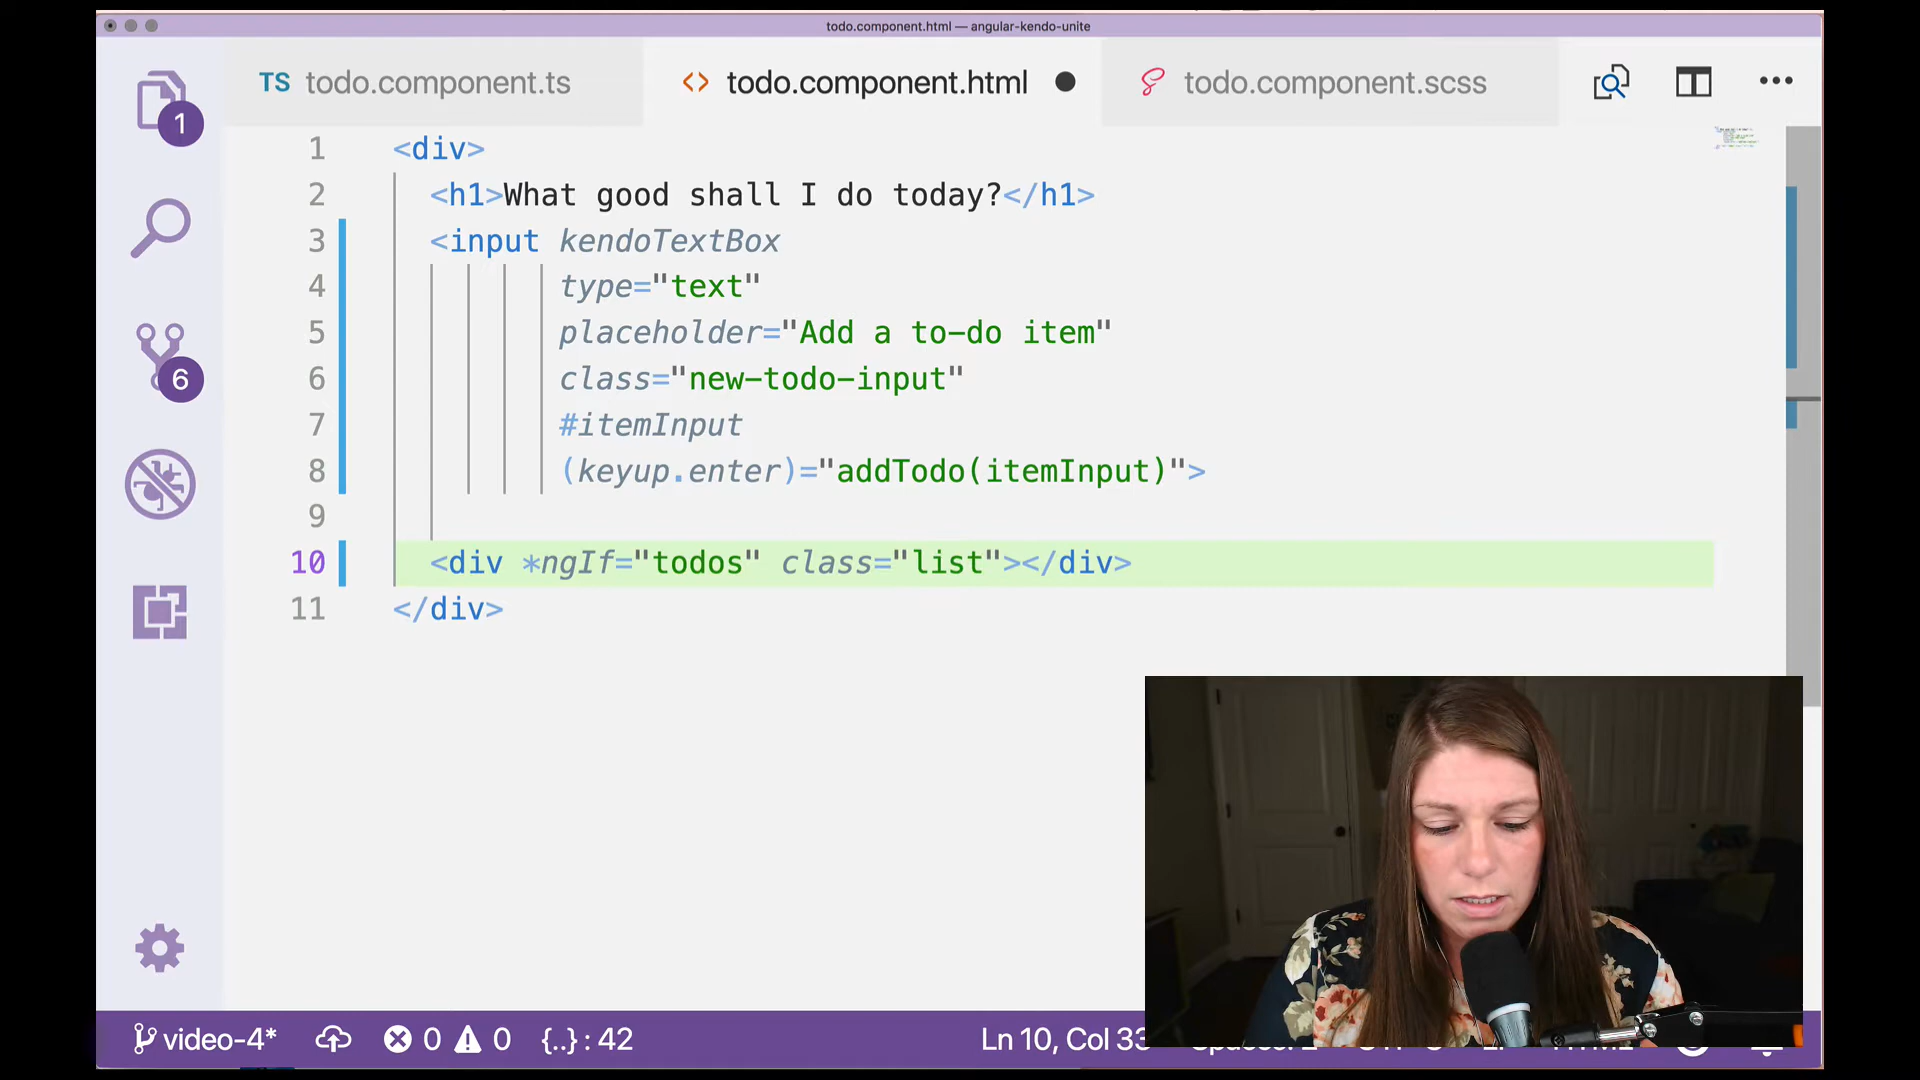 todo.component.html — angular-kendo-unite
TS todo.component.ts
<> todo.component.html
todo.component.scss
1
6
1 <div>
2 <h1>What good shall I do today?</h1>
3 <input kendoTextBox
4 type="text"
5 placeholder="Add a to-do item"
6 class="new-todo-input"
7 #itemInput
8 (keyup.enter)="addTodo(itemInput)">
9
10 <div *ngIf="todos" class="list"></div>
11 </div>
video-4* 0 0 {..} : 42 Ln 10, Col 33